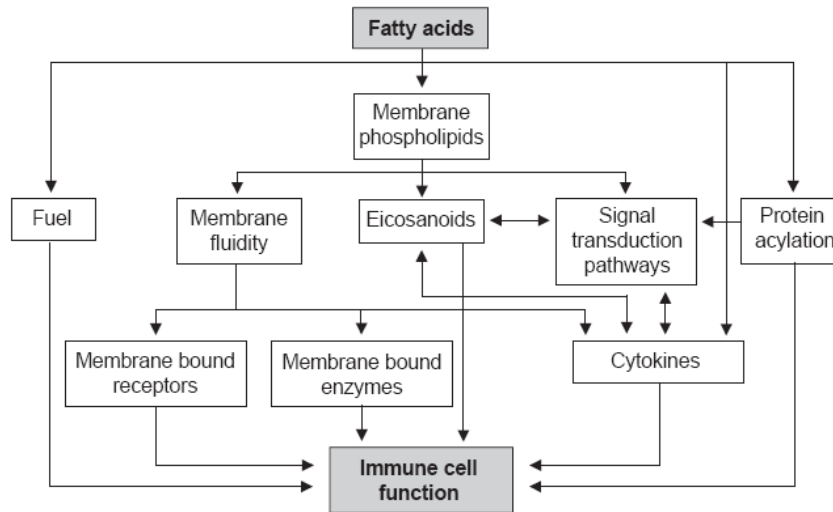 Fatty acids
Membrane
phospholipids
Fuel
Membrane
fluidity
Eicosanoids
Signal
transduction
pathways
Protein
acylation
Membrane bound
receptors
Membrane bound
enzymes
Cytokines
Immune cell
function